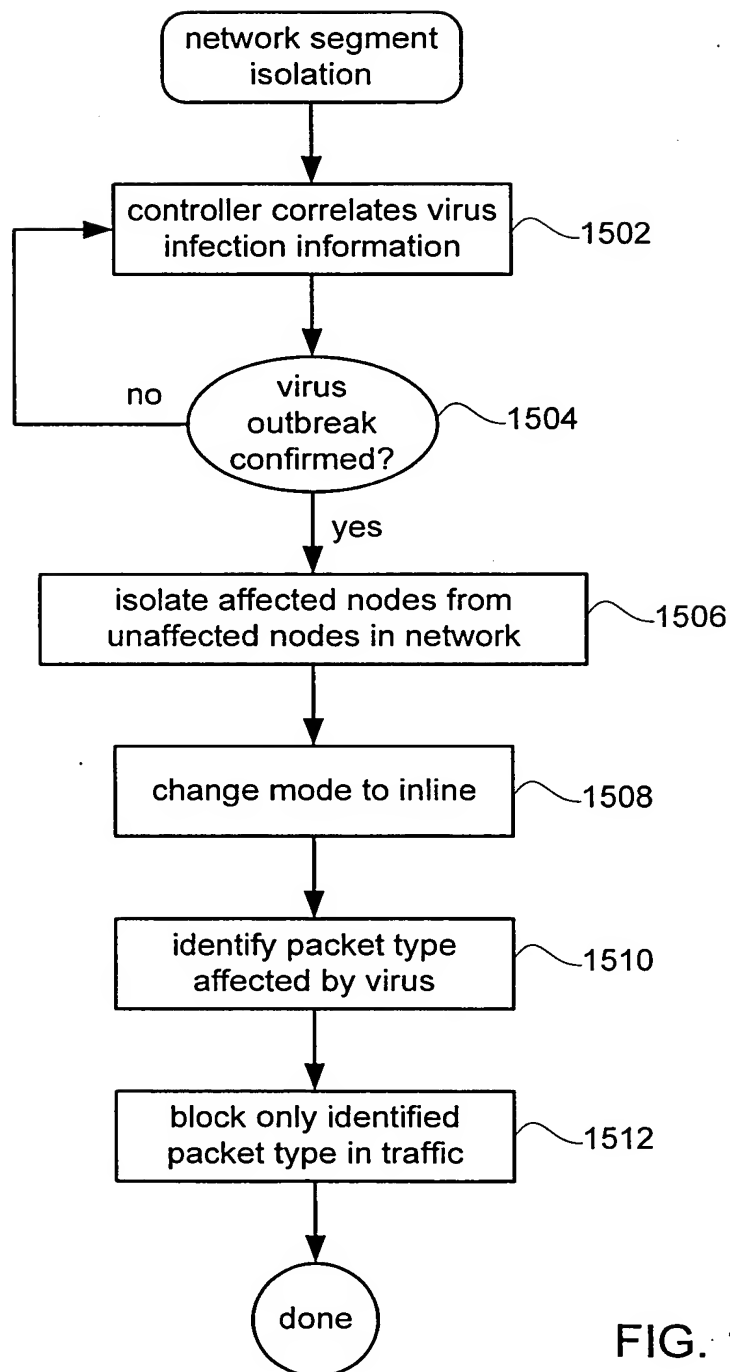 network segment
isolation
controller correlates virus
infection information
1502
no
virus
outbreak
confirmed?
1504
yes
isolate affected nodes from
unaffected nodes in network
1506
change mode to inline
1508
identify packet type
affected by virus
1510
block only identified
packet type in traffic
1512
done
FIG.